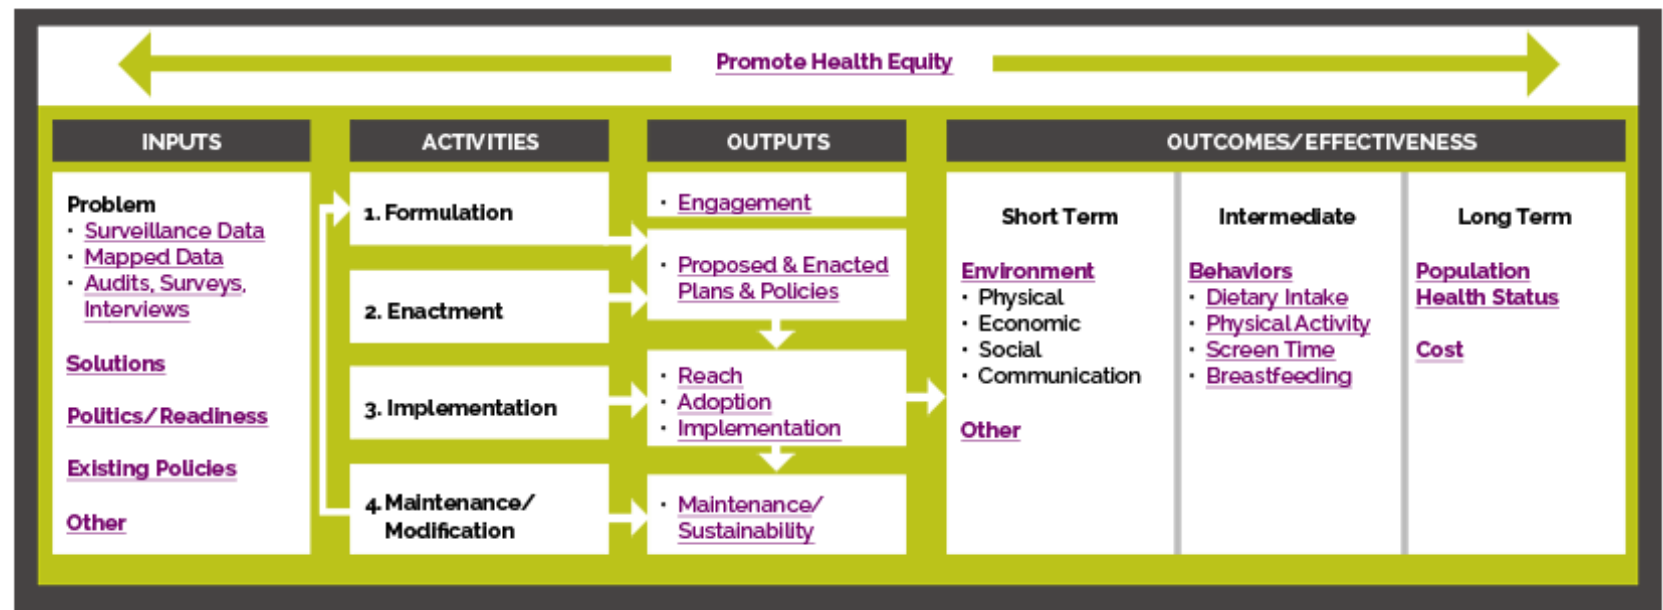 Promote Health Equity
INPUTS
Problem
· Surveillance Data
· Mapped Data
· Audits, Surveys,
Interviews
Solutions
Politics/Readiness
Existing Policies
Other
ACTIVITIES
1. Formulation
2. Enactment
3. Implementation
4. Maintenance/
Modification
OUTPUTS
· Engagement
· Proposed & Enacted
Plans & Policies
· Reach
· Adoption
· Implementation
· Maintenance/
Sustainability
OUTCOMES/EFFECTIVENESS
Short Term
Environment
· Physical
· Economic
· Social
· Communication
Other
Intermediate
Behaviors
· Dietary Intake
· Physical Activity
· Screen Time
· Breastfeeding
Long Term
Population
Health Status
Cost